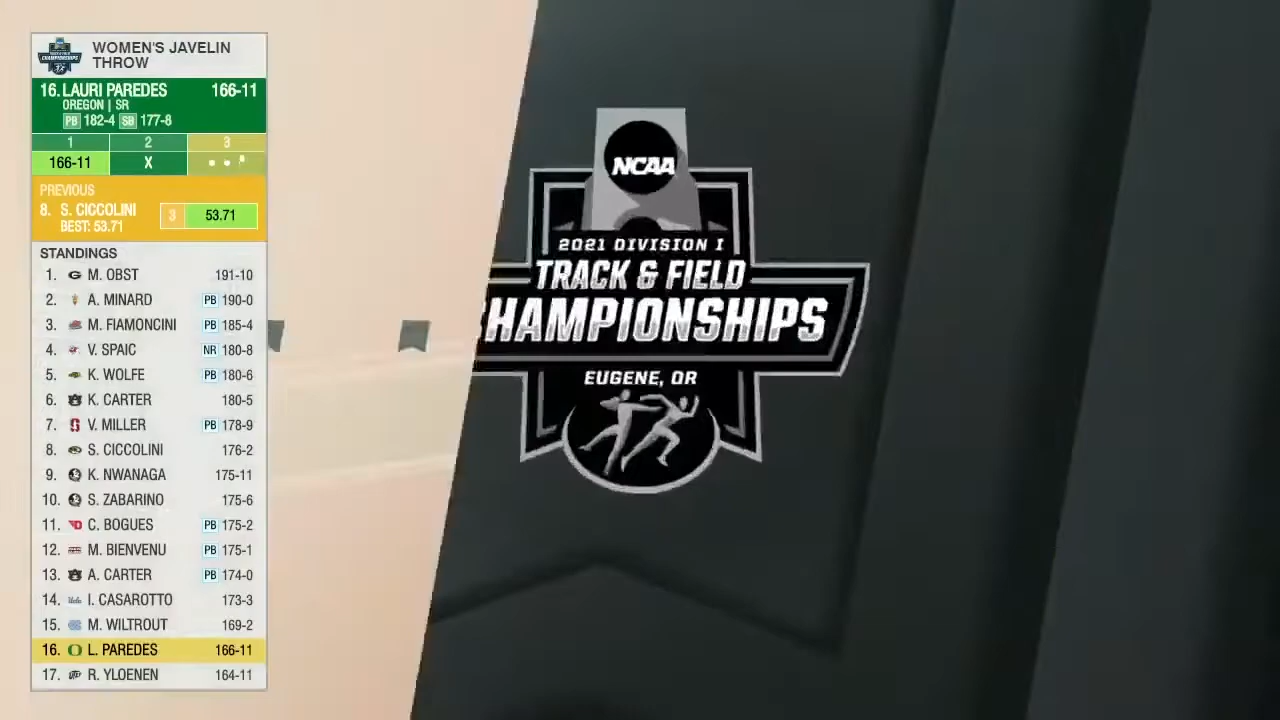 WOMEN'S JAVELIN
THROW
16. LAURI PAREDES 166-11
OREGON | SR
PB 182-4 SB 177-8
1 2 3
166-11 X
PREVIOUS
8. S. CICCOLINI
BEST: 53.71
3 53.71
STANDINGS
1. M. OBST 191-10
2. A. MINARD PB 190-0
3. M. FIAMONCINI PB 185-4
4. V. SPAIC NR 180-8
5. K. WOLFE PB 180-6
6. K. CARTER 180-5
7. V. MILLER PB 178-9
8. S. CICCOLINI 176-2
9. K. NWANAGA 175-11
10. S. ZABARINO 175-6
11. C. BOGUES PB 175-2
12. M. BIENVENU PB 175-1
13. A. CARTER PB 174-0
14. I. CASAROTTO 173-3
15. M. WILTROUT 169-2
16. L. PAREDES 166-11
17. R. YLOENEN 164-11
NCAA
2021 DIVISION I
TRACK & FIELD
CHAMPIONSHIPS
EUGENE, OR